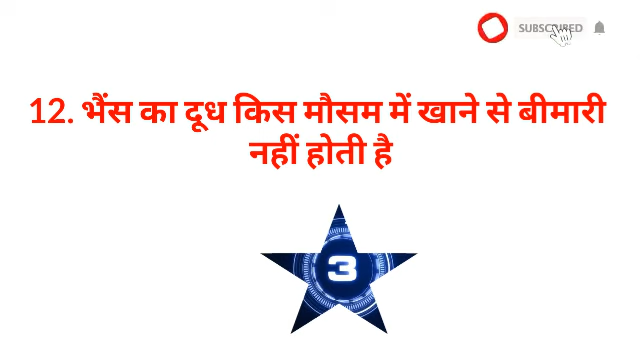 SUBSCRIBED
12. भैंस का दूध किस मौसम में खाने से बीमारी
नहीं होती है
3